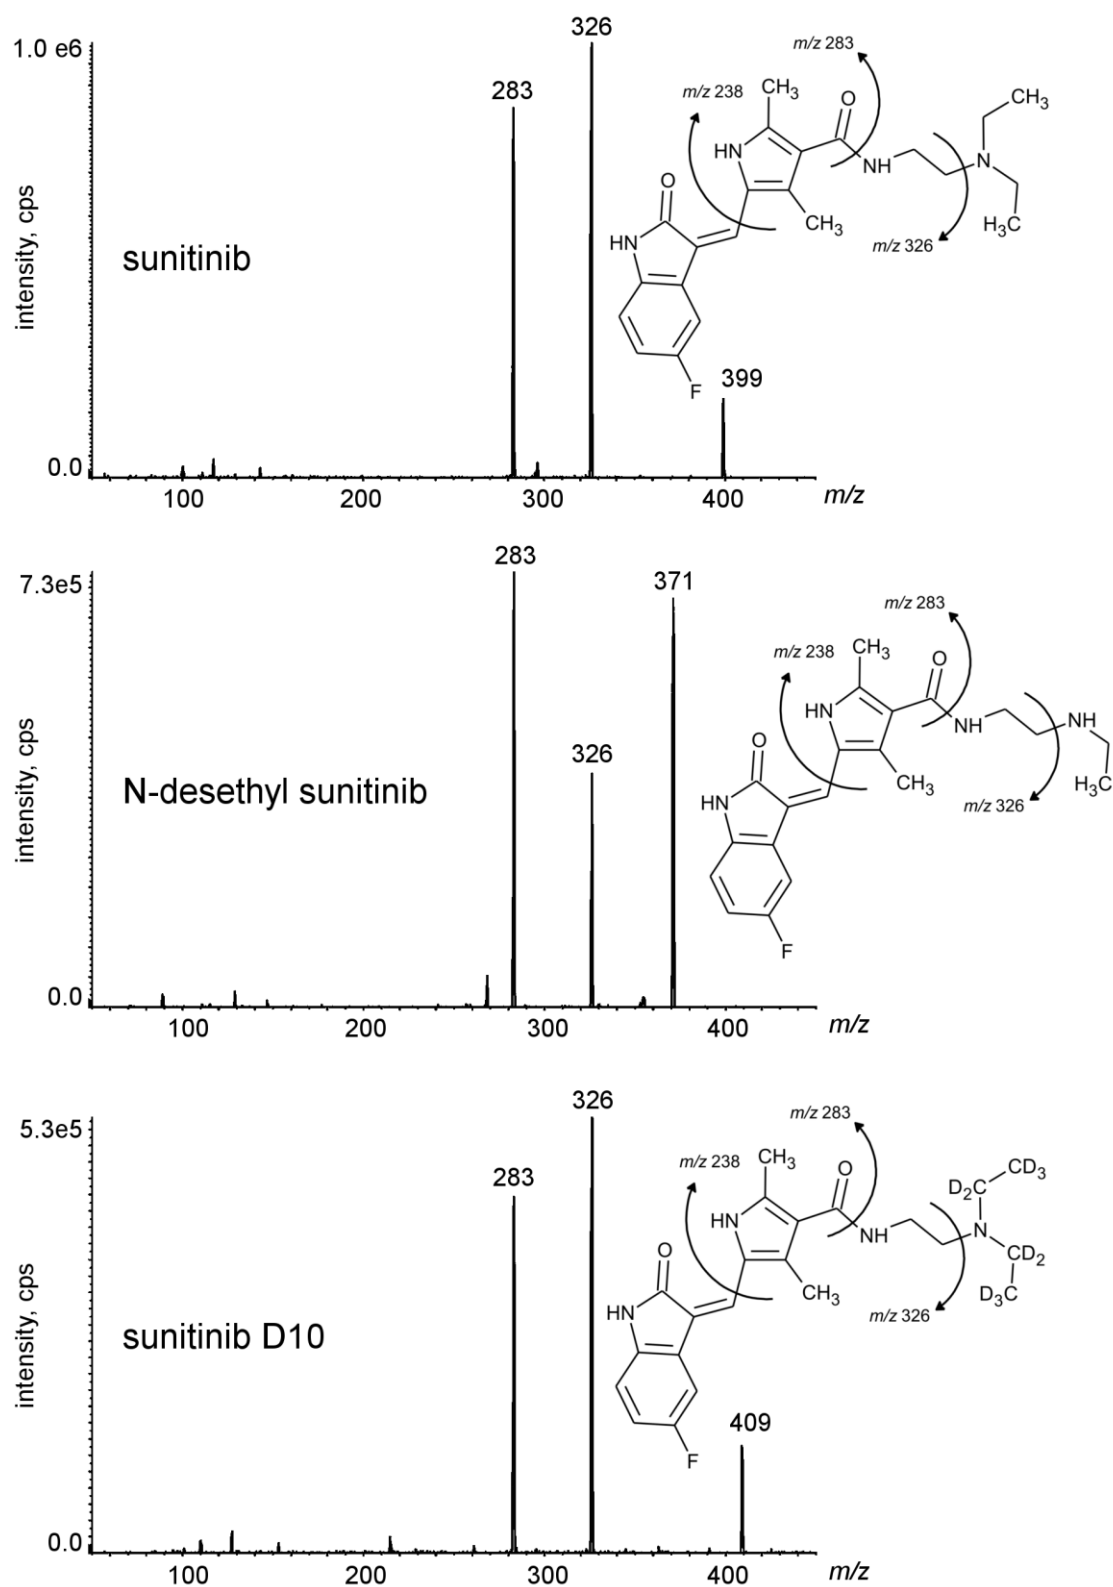 326
1.0 e6
m/z 283
283
m/z 238
CH3
O
CH3
HN
NH
N
O
CH3
H3C
HN
m/z 326
intensity, cps
sunitinib
F
399
0.0
100 200 300 400 m/z
283
7.3e5
371
m/z 283
m/z 238
CH3
O
HN
NH
NH
326
O
CH3
H3C
HN
m/z 326
intensity, cps
N-desethyl sunitinib
F
0.0
100 200 300 400 m/z
326
5.3e5
m/z 283
283
m/z 238
CH3
O
D2C
CD3
HN
NH
N
O
CD2
CH3
D3C
HN
m/z 326
intensity, cps
sunitinib D10
409
F
0.0
100 200 300 400 m/z